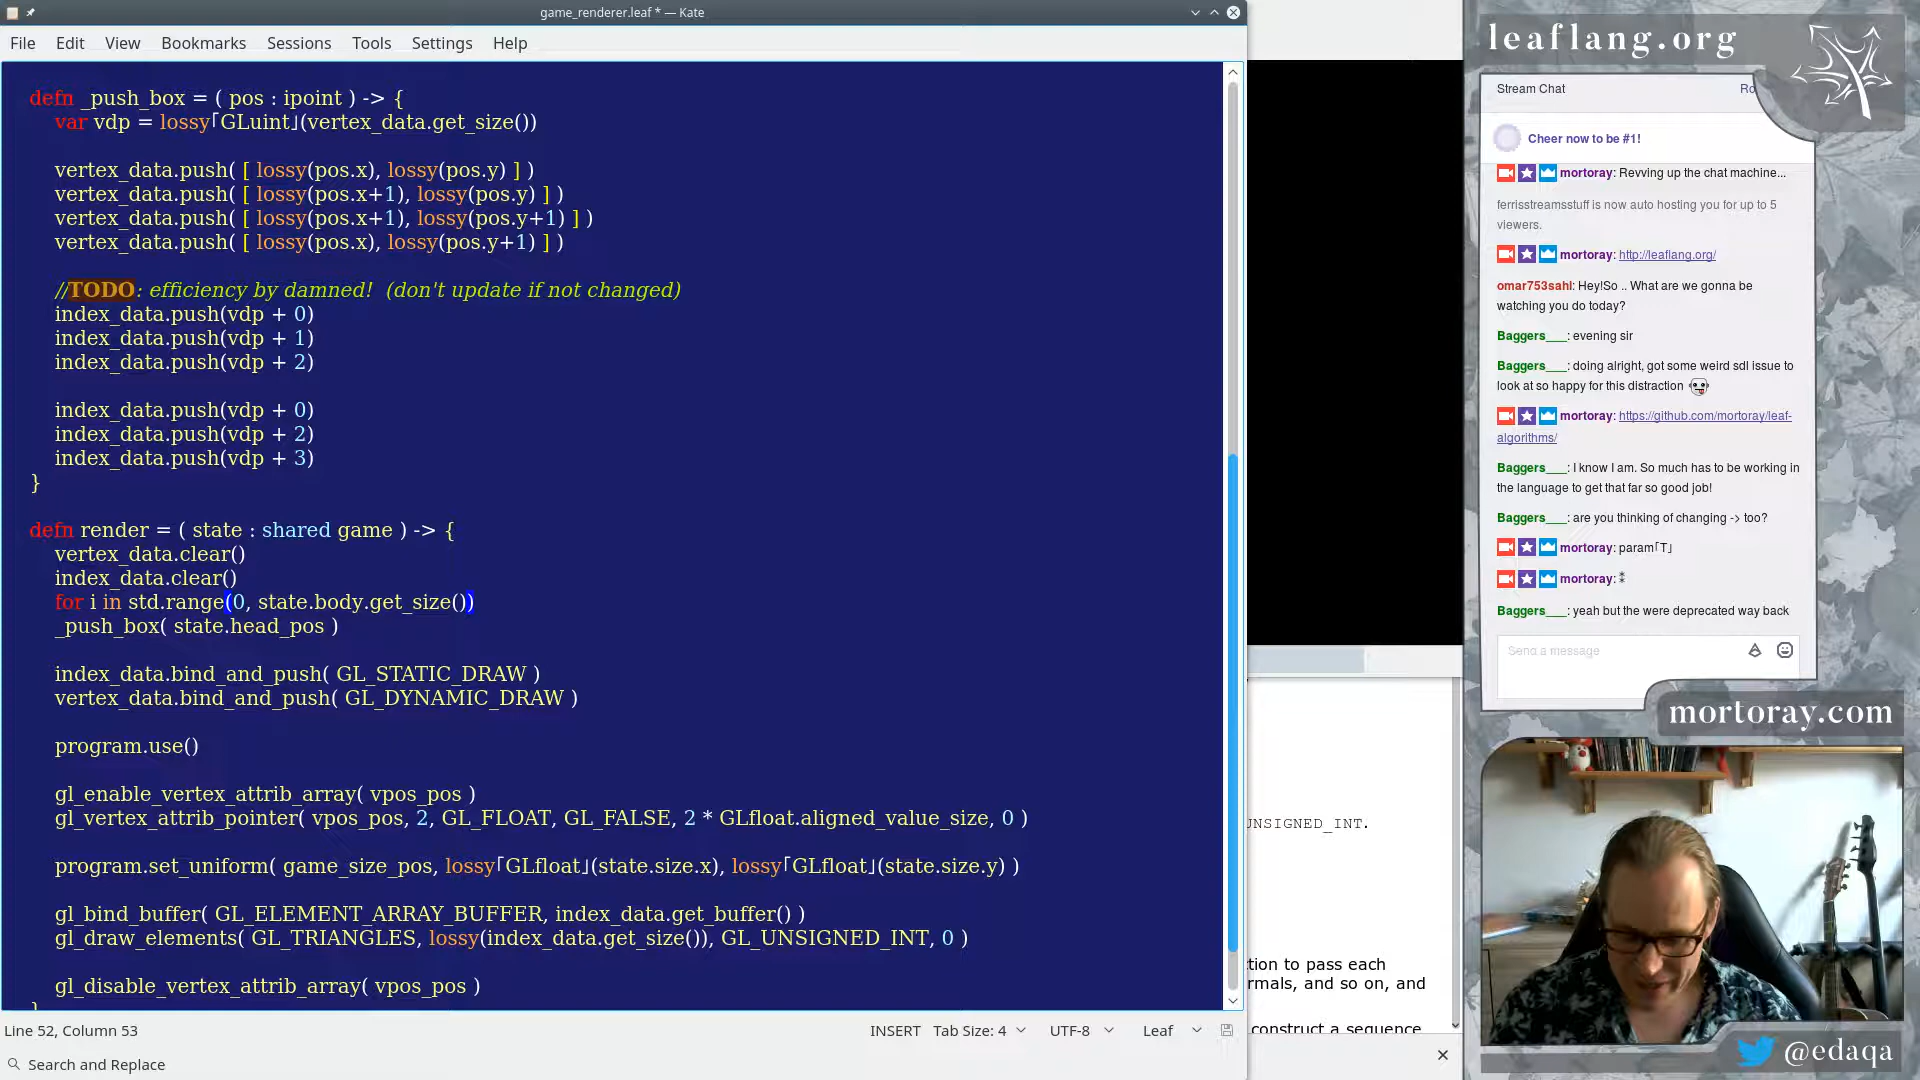 game_renderer.leaf * — Kate
File Edit View Bookmarks Sessions Tools Settings Help
defn _push_box = ( pos : ipoint ) -> {
var vdp = lossy｢GLuint｣(vertex_data.get_size())
vertex_data.push( [ lossy(pos.x), lossy(pos.y) ] )
vertex_data.push( [ lossy(pos.x+1), lossy(pos.y) ] )
vertex_data.push( [ lossy(pos.x+1), lossy(pos.y+1) ] )
vertex_data.push( [ lossy(pos.x), lossy(pos.y+1) ] )
//TODO: efficiency by damned!  (don't update if not changed)
index_data.push(vdp + 0)
index_data.push(vdp + 1)
index_data.push(vdp + 2)
index_data.push(vdp + 0)
index_data.push(vdp + 2)
index_data.push(vdp + 3)
}
defn render = ( state : shared game ) -> {
vertex_data.clear()
index_data.clear()
for i in std.range(0, state.body.get_size())
_push_box( state.head_pos )
index_data.bind_and_push( GL_STATIC_DRAW )
vertex_data.bind_and_push( GL_DYNAMIC_DRAW )
program.use()
gl_enable_vertex_attrib_array( vpos_pos )
gl_vertex_attrib_pointer( vpos_pos, 2, GL_FLOAT, GL_FALSE, 2 * GLfloat.aligned_value_size, 0 )
program.set_uniform( game_size_pos, lossy｢GLfloat｣(state.size.x), lossy｢GLfloat｣(state.size.y) )
gl_bind_buffer( GL_ELEMENT_ARRAY_BUFFER, index_data.get_buffer() )
gl_draw_elements( GL_TRIANGLES, lossy(index_data.get_size()), GL_UNSIGNED_INT, 0 )
gl_disable_vertex_attrib_array( vpos_pos )
Line 52, Column 53
INSERT Tab Size: 4 UTF-8 Leaf
Search and Replace
UNSIGNED_INT.
tion to pass each
rmals, and so on, and
construct a sequence
leaflang.org
Stream Chat
Ro
Cheer now to be #1!
mortoray: Revving up the chat machine...
ferrisstreamsstuff is now auto hosting you for up to 5
viewers.
mortoray: http://leaflang.org/
omar753sahl: Hey!So .. What are we gonna be
watching you do today?
Baggers___: evening sir
Baggers___: doing alright, got some weird sdl issue to
look at so happy for this distraction
mortoray: https://github.com/mortoray/leaf-
algorithms/
Baggers___: I know I am. So much has to be working in
the language to get that far so good job!
Baggers___: are you thinking of changing -> too?
mortoray: param｢T｣
mortoray: ⁑
Baggers___: yeah but the were deprecated way back
Send a message
mortoray.com
@edaqa